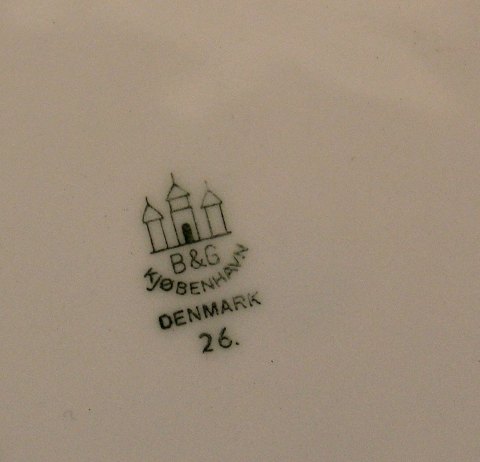 B&G
KJØBENHAVN
DENMARK
26.